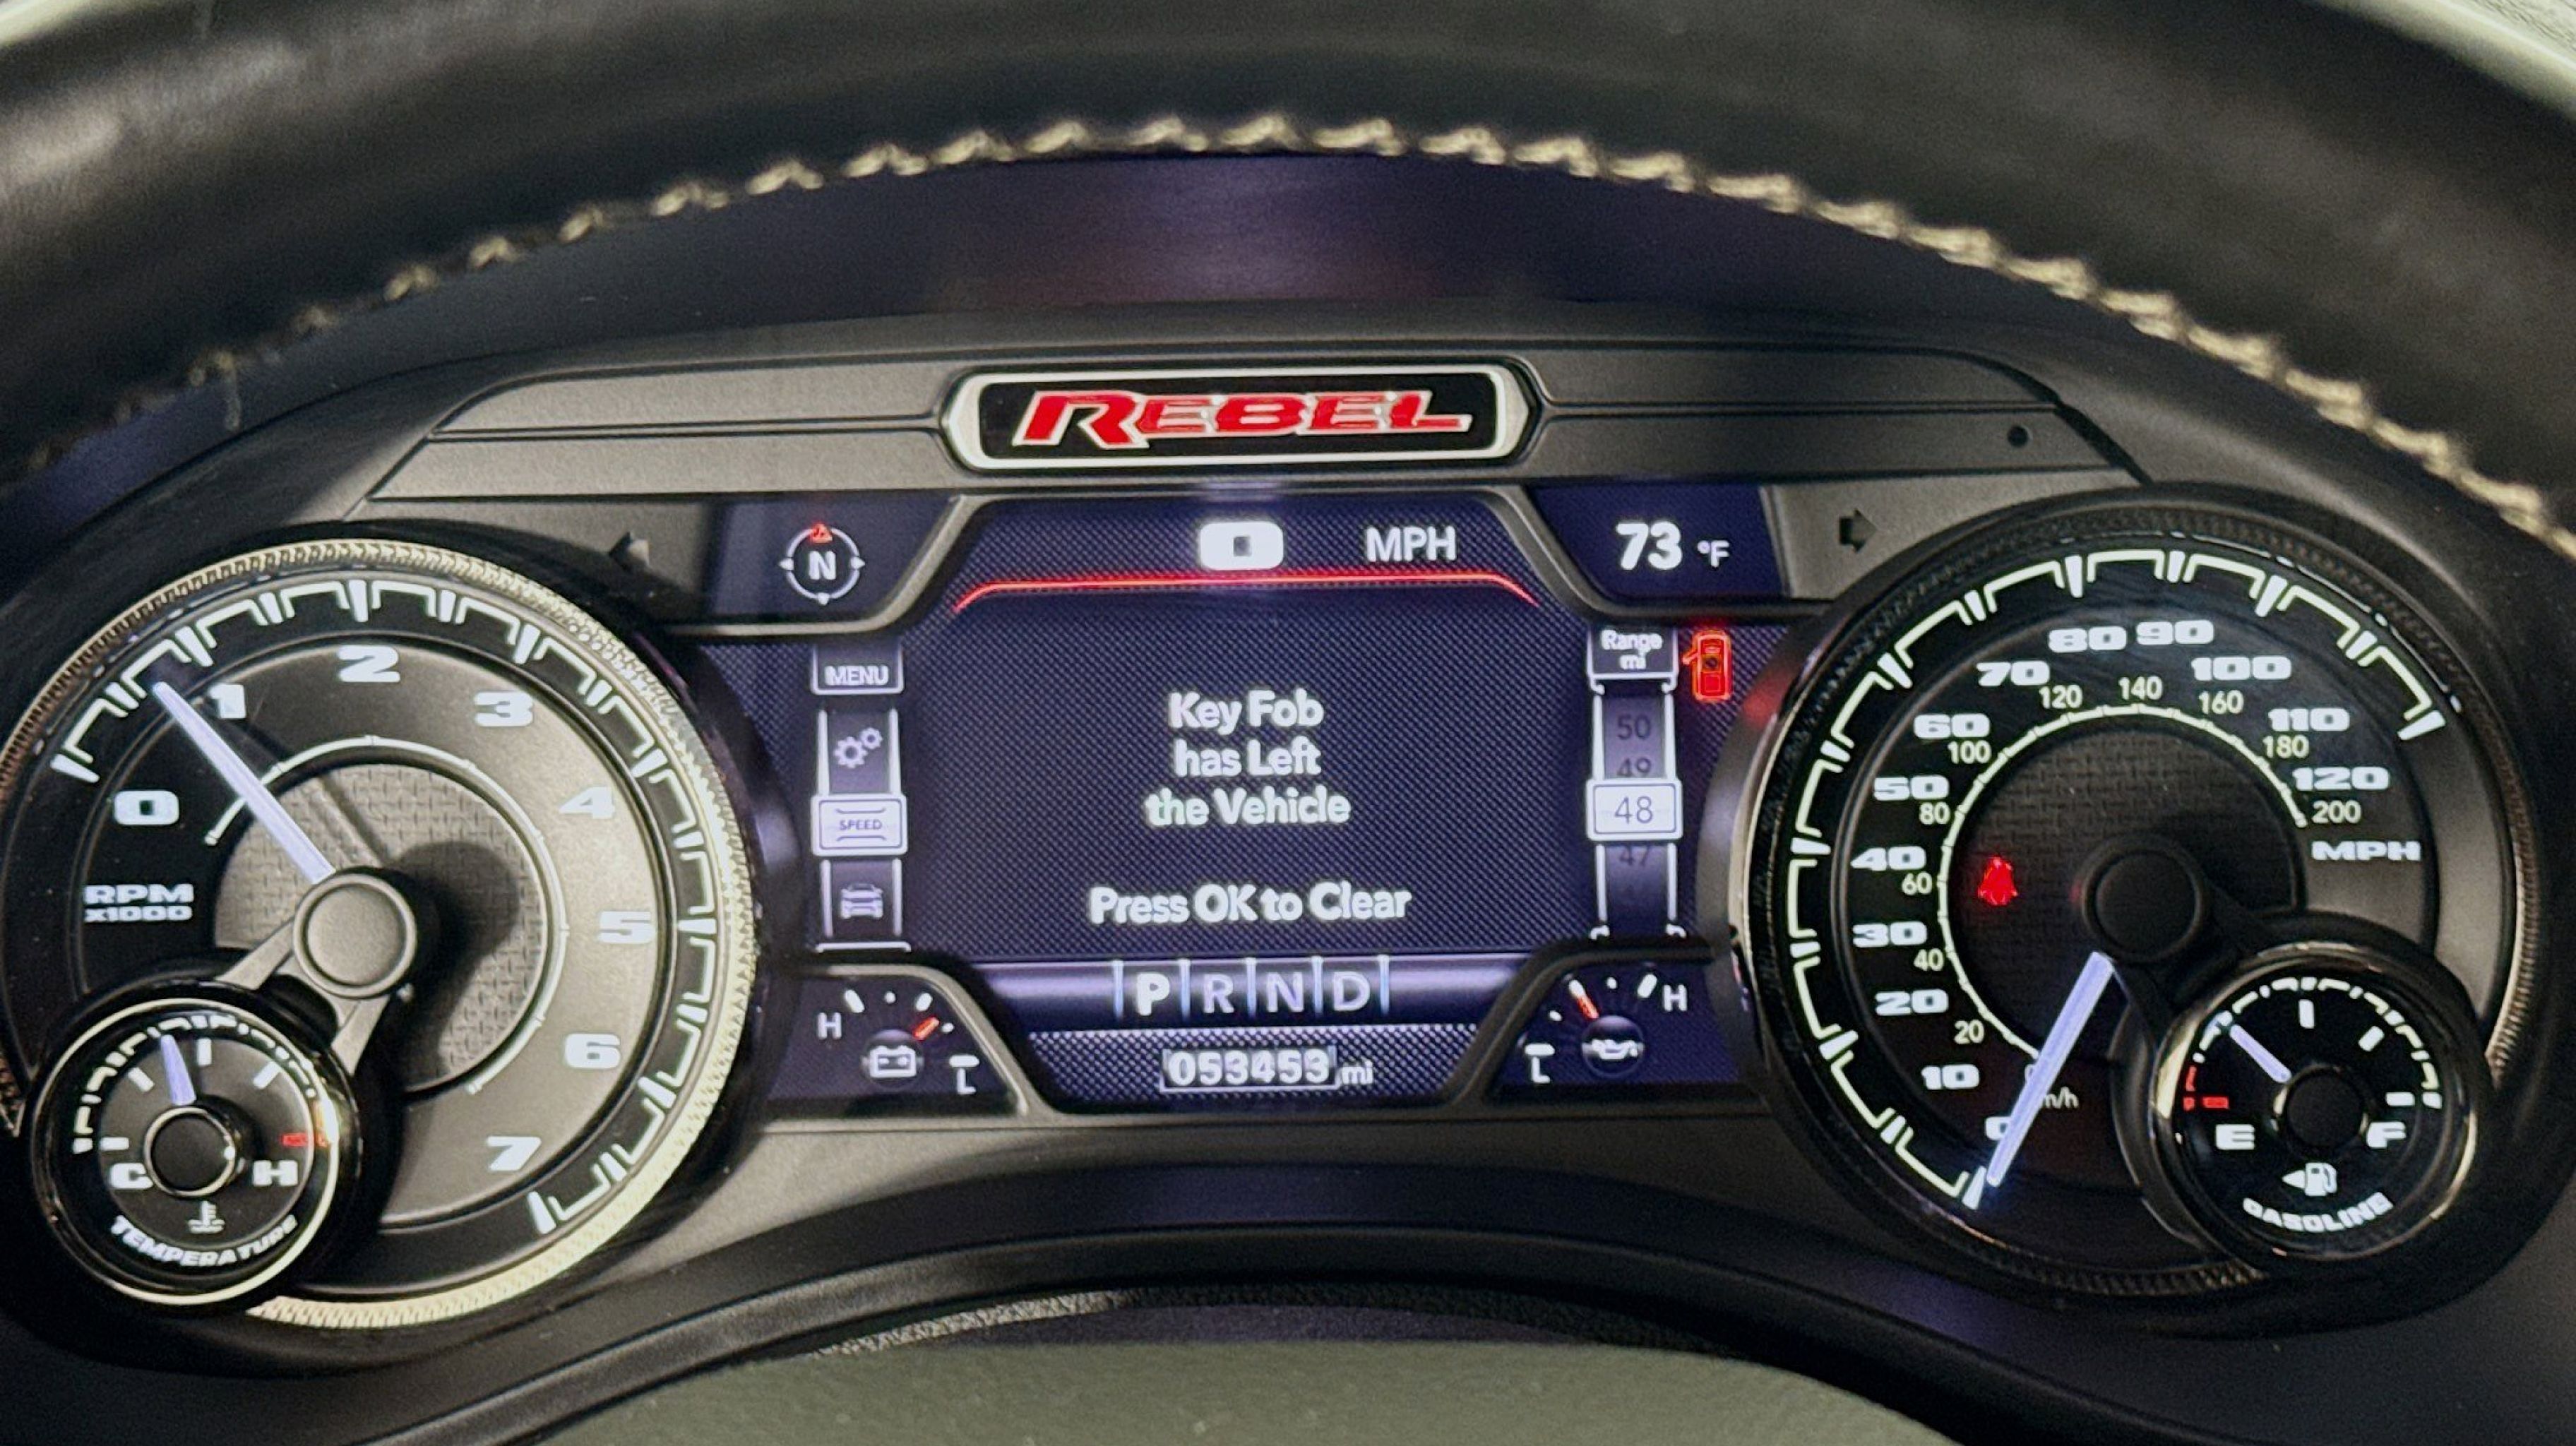 REBEL
N
0 MPH
73 °F
MENU
SPEED
Range
mi
50
49
48
47
Key Fob
has Left
the Vehicle
Press OK to Clear
P R N D
053453 mi
H
L
L
H
0
1
2
3
4
5
6
7
RPM
x1000
C
H
TEMPERATURE
0
10
20
30
40
50
60
70
80
90
100
110
120
MPH
20
40
60
80
100
120
140
160
180
200
E
F
GASOLINE